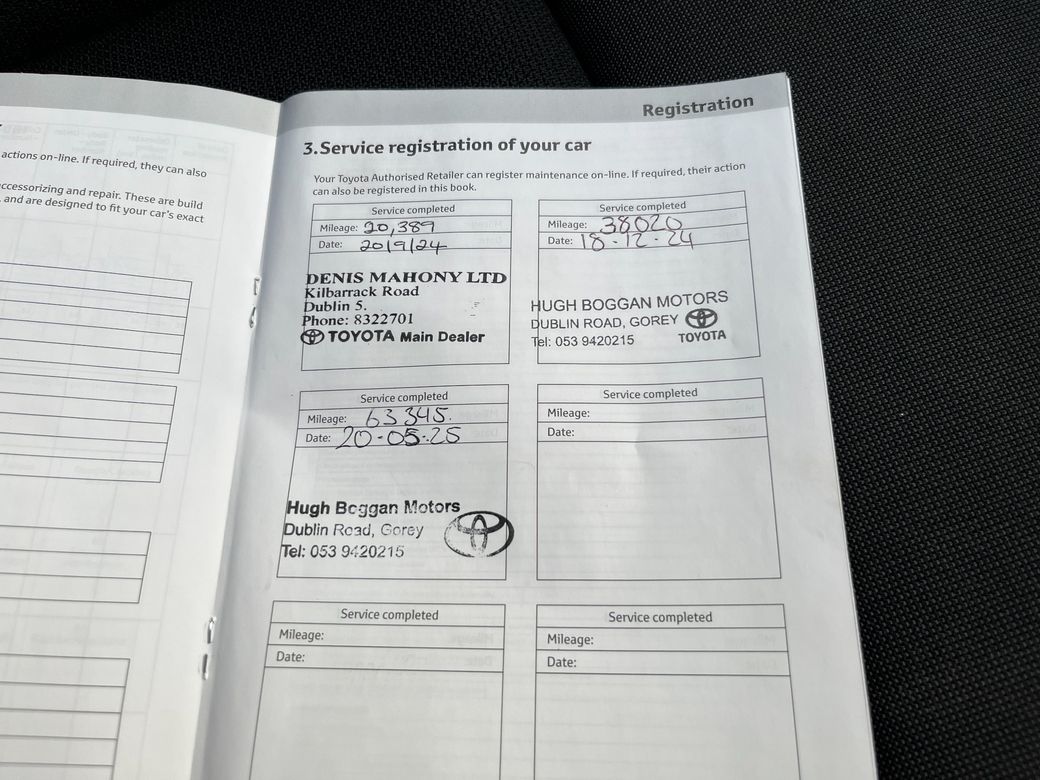 Registration
actions on-line. If required, they can also
ccessorizing and repair. These are build
and are designed to fit your car's exact
3. Service registration of your car
Your Toyota Authorised Retailer can register maintenance on-line. If required, their action
can also be registered in this book.
Service completed
Mileage: 20,389
Date: 20/9/24
DENIS MAHONY LTD
Kilbarrack Road
Dublin 5.
Phone: 8322701
TOYOTA Main Dealer
Service completed
Mileage: 38020
Date: 18-12-24
HUGH BOGGAN MOTORS
DUBLIN ROAD, GOREY
Tel: 053 9420215
TOYOTA
Service completed
Mileage: 63345.
Date: 20-05-25
Hugh Boggan Motors
Dublin Road, Gorey
Tel: 053 9420215
Service completed
Mileage:
Date:
Service completed
Mileage:
Date:
Service completed
Mileage:
Date: